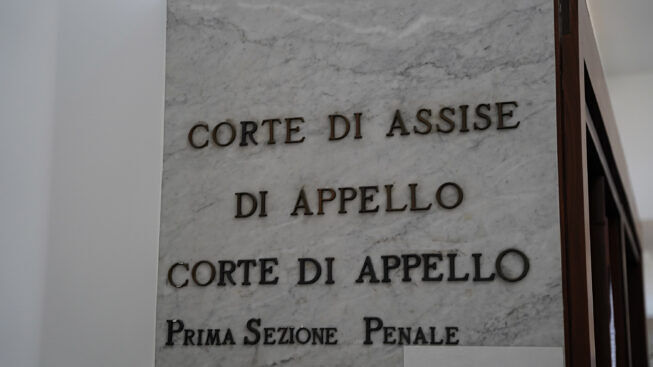 CORTE DI ASSISE
DI APPELLO
CORTE DI APPELLO
PRIMA SEZIONE PENALE